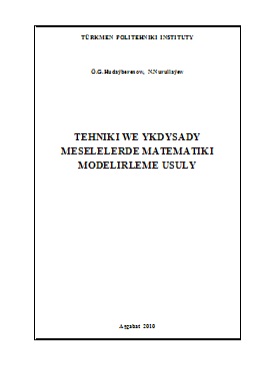 TÜRKMEN POLITEHNIKI INSTITUTY
Ö.G.Hudaýberenow, N.Nurullaýew
TEHNIKI WE YKDYSADY
MESELELERDE MATEMATIKI
MODELIRLEME USULY
Aşgabat 2010